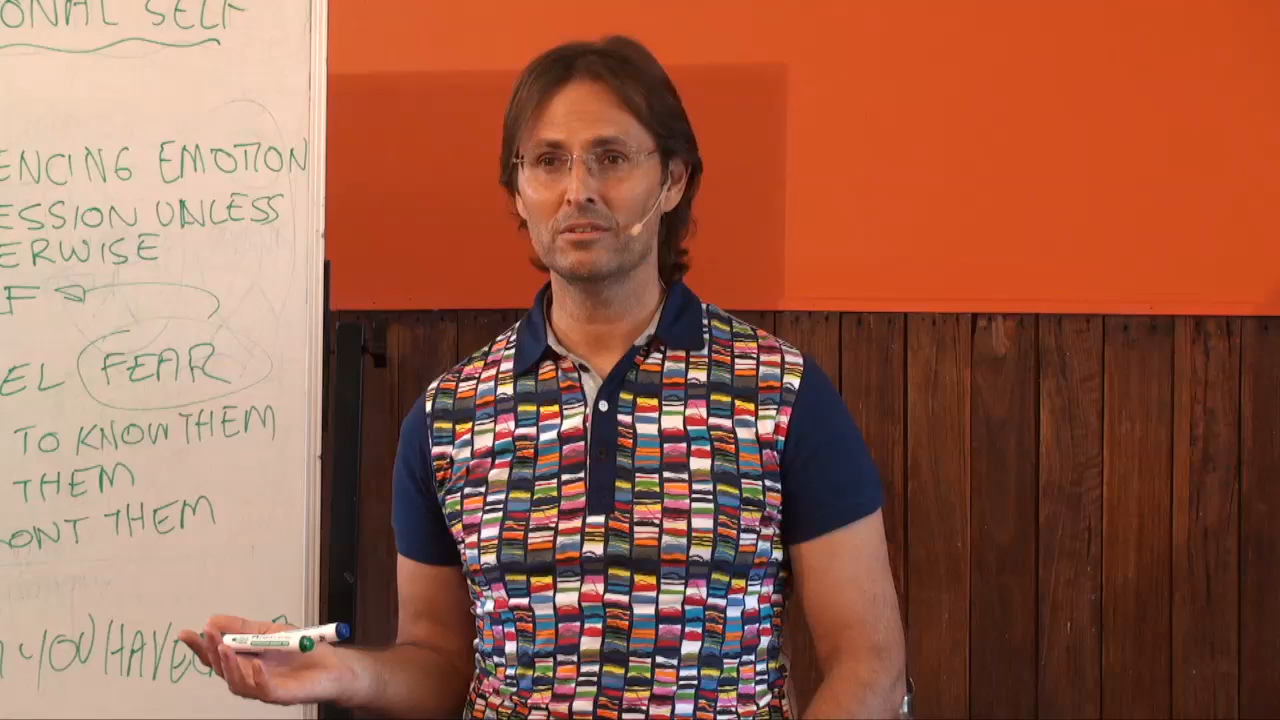 ONAL SELF
ENCING EMOTION
ESSION UNLESS
ERWISE
F
EL FEAR
TO KNOW THEM
THEM
ONT THEM
YOU HAVE